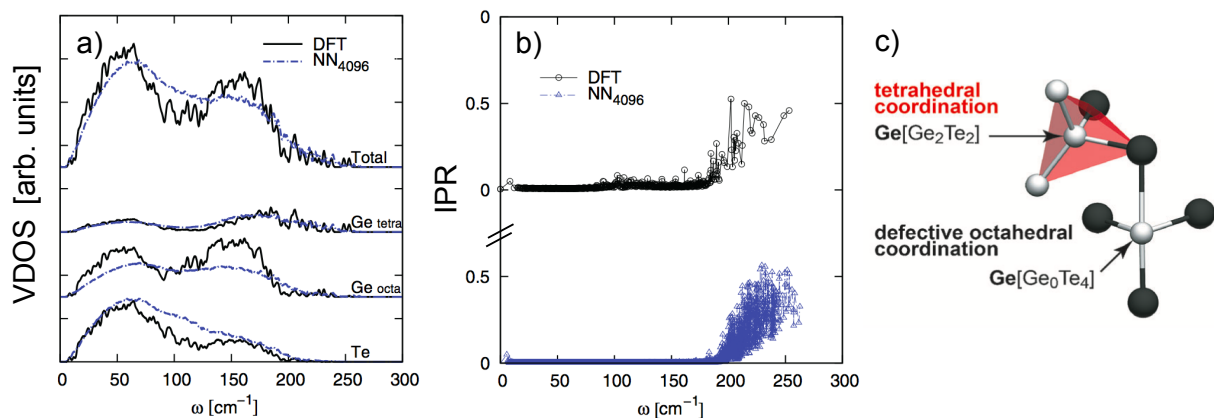 a)
DFT
NN4096
VDOS [arb. units]
Total
Ge tetra
Ge octa
Te
0 50 100 150 200 250 300
ω [cm−1]
b)
DFT
NN4096
IPR
0
0.5
0
0.5
0
0 50 100 150 200 250 300
ω [cm−1]
c)
tetrahedral
coordination
Ge[Ge2Te2]
defective octahedral
coordination
Ge[Ge0Te4]